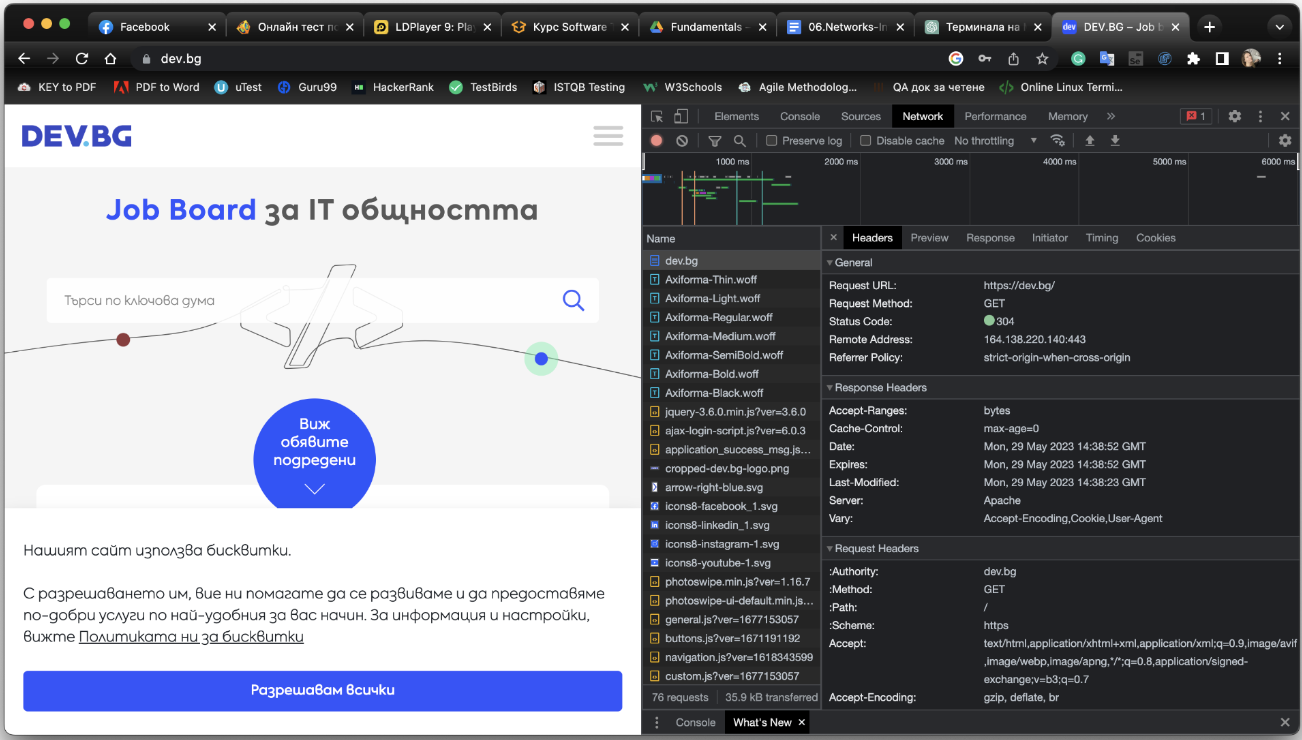 Facebook
Онлайн тест по
LDPlayer 9: Play
Курс Software T
Fundamentals –
06.Networks-In
Терминала на
DEV.BG – Job b
dev.bg
KEY to PDF
PDF to Word
uTest
Guru99
HackerRank
TestBirds
ISTQB Testing
W3Schools
Agile Methodolog...
QA док за четене
Online Linux Termi...
DEV.BG
Job Board за IT общността
Търси по ключова дума
Виж
обявите
подредени
Нашият сайт използва бисквитки.
С разрешаването им, вие ни помагате да се развиваме и да предоставяме
по-добри услуги по най-удобния за вас начин. За информация и настройки,
вижте Политиката ни за бисквитки
Разрешавам всички
Elements Console Sources Network Performance Memory 1
Preserve log Disable cache No throttling
1000 ms 2000 ms 3000 ms 4000 ms 5000 ms 6000 ms
Name
dev.bg
Axiforma-Thin.woff
Axiforma-Light.woff
Axiforma-Regular.woff
Axiforma-Medium.woff
Axiforma-SemiBold.woff
Axiforma-Bold.woff
Axiforma-Black.woff
jquery-3.6.0.min.js?ver=3.6.0
ajax-login-script.js?ver=6.0.3
application_success_msg.js...
cropped-dev.bg-logo.png
arrow-right-blue.svg
icons8-facebook_1.svg
icons8-linkedin_1.svg
icons8-instagram-1.svg
icons8-youtube-1.svg
photoswipe.min.js?ver=1.16.7
photoswipe-ui-default.min.js...
general.js?ver=1677153057
buttons.js?ver=1671191192
navigation.js?ver=1618343599
custom.js?ver=1677153057
76 requests 35.9 kB transferred
Headers Preview Response Initiator Timing Cookies
General
Request URL: https://dev.bg/
Request Method: GET
Status Code: 304
Remote Address: 164.138.220.140:443
Referrer Policy: strict-origin-when-cross-origin
Response Headers
Accept-Ranges: bytes
Cache-Control: max-age=0
Date: Mon, 29 May 2023 14:38:52 GMT
Expires: Mon, 29 May 2023 14:38:52 GMT
Last-Modified: Mon, 29 May 2023 14:38:23 GMT
Server: Apache
Vary: Accept-Encoding,Cookie,User-Agent
Request Headers
:Authority: dev.bg
:Method: GET
:Path: /
:Scheme: https
Accept: text/html,application/xhtml+xml,application/xml;q=0.9,image/avif
,image/webp,image/apng,*/*;q=0.8,application/signed-
exchange;v=b3;q=0.7
Accept-Encoding: gzip, deflate, br
Console What's New